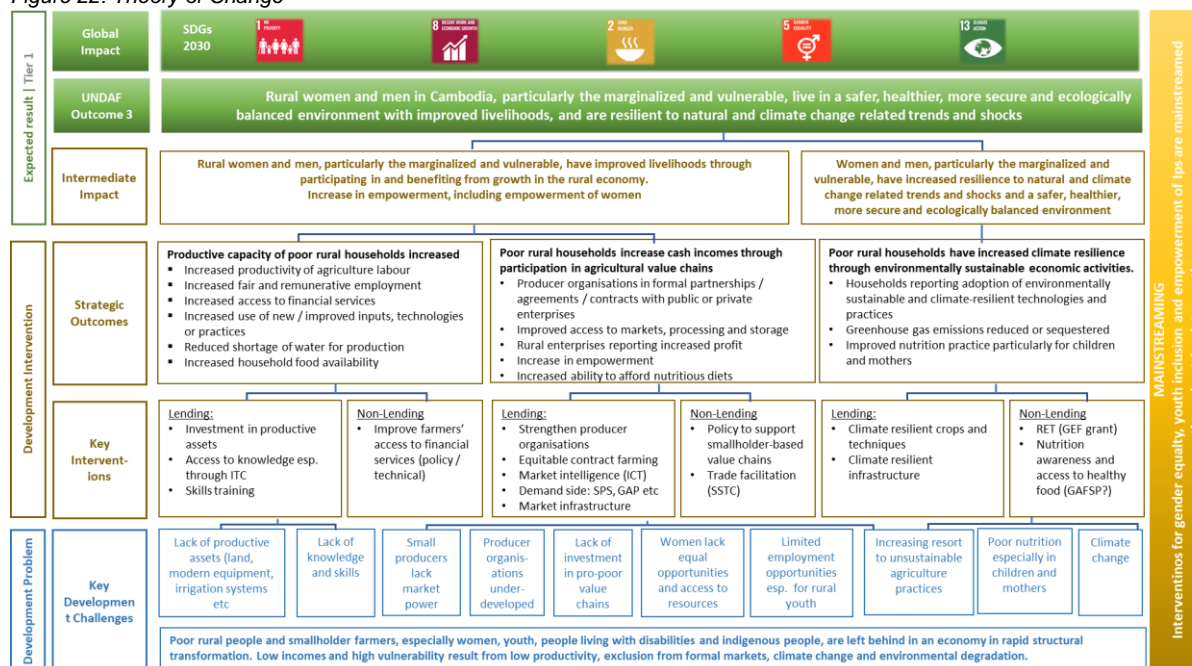 Figure 22: Theory of Change
Expected result | Tier 1
Global
Impact
SDGs
2030
1 NO
POVERTY
8 DECENT WORK AND
ECONOMIC GROWTH
2 ZERO
HUNGER
5 GENDER
EQUALITY
13 CLIMATE
ACTION
UNDAF
Outcome 3
Rural women and men in Cambodia, particularly the marginalized and vulnerable, live in a safer, healthier, more secure and ecologically
balanced environment with improved livelihoods, and are resilient to natural and climate change related trends and shocks
Intermediate
Impact
Rural women and men, particularly the marginalized and vulnerable, have improved livelihoods through
participating in and benefiting from growth in the rural economy.
Increase in empowerment, including empowerment of women
Women and men, particularly the marginalized and
vulnerable, have increased resilience to natural and climate
change related trends and shocks and a safer, healthier,
more secure and ecologically balanced environment
Development Intervention
Strategic
Outcomes
Productive capacity of poor rural households increased
▪ Increased productivity of agriculture labour
▪ Increased fair and remunerative employment
▪ Increased access to financial services
▪ Increased use of new / improved inputs, technologies
or practices
▪ Reduced shortage of water for production
▪ Increased household food availability
Poor rural households increase cash incomes through
participation in agricultural value chains
• Producer organisations in formal partnerships /
agreements / contracts with public or private
enterprises
• Improved access to markets, processing and storage
• Rural enterprises reporting increased profit
• Increase in empowerment
• Increased ability to afford nutritious diets
Poor rural households have increased climate resilience
through environmentally sustainable economic activities.
• Households reporting adoption of environmentally
sustainable and climate-resilient technologies and
practices
• Greenhouse gas emissions reduced or sequestered
• Improved nutrition practice particularly for children
and mothers
Key
Intervent-
ions
Lending:
• Investment in productive
assets
• Access to knowledge esp.
through ITC
• Skills training
Non-Lending
• Improve farmers'
access to financial
services (policy /
technical)
Lending:
• Strengthen producer
organisations
• Equitable contract farming
• Market intelligence (ICT)
• Demand side: SPS, GAP etc
• Market infrastructure
Non-Lending
• Policy to support
smallholder-based
value chains
• Trade facilitation
(SSTC)
Lending:
• Climate resilient crops and
techniques
• Climate resilient
infrastructure
Non-Lending
• RET (GEF grant)
• Nutrition
awareness and
access to healthy
food (GAFSP?)
Development Problem
Key
Developmen
t Challenges
Lack of productive
assets (land,
modern equipment,
irrigation systems
etc
Lack of
knowledge
and skills
Small
producers
lack
market
power
Producer
organis-
ations
under-
developed
Lack of
investment
in pro-poor
value
chains
Women lack
equal
opportunities
and access to
resources
Limited
employment
opportunities
esp. for rural
youth
Increasing resort
to unsustainable
agriculture
practices
Poor nutrition
especially in
children and
mothers
Climate
change
Poor rural people and smallholder farmers, especially women, youth, people living with disabilities and indigenous people, are left behind in an economy in rapid structural
transformation. Low incomes and high vulnerability result from low productivity, exclusion from formal markets, climate change and environmental degradation.
MAINSTREAMING
Interventinos for gender equalty, youth inclusion and empowerment of Ips are mainstreamed